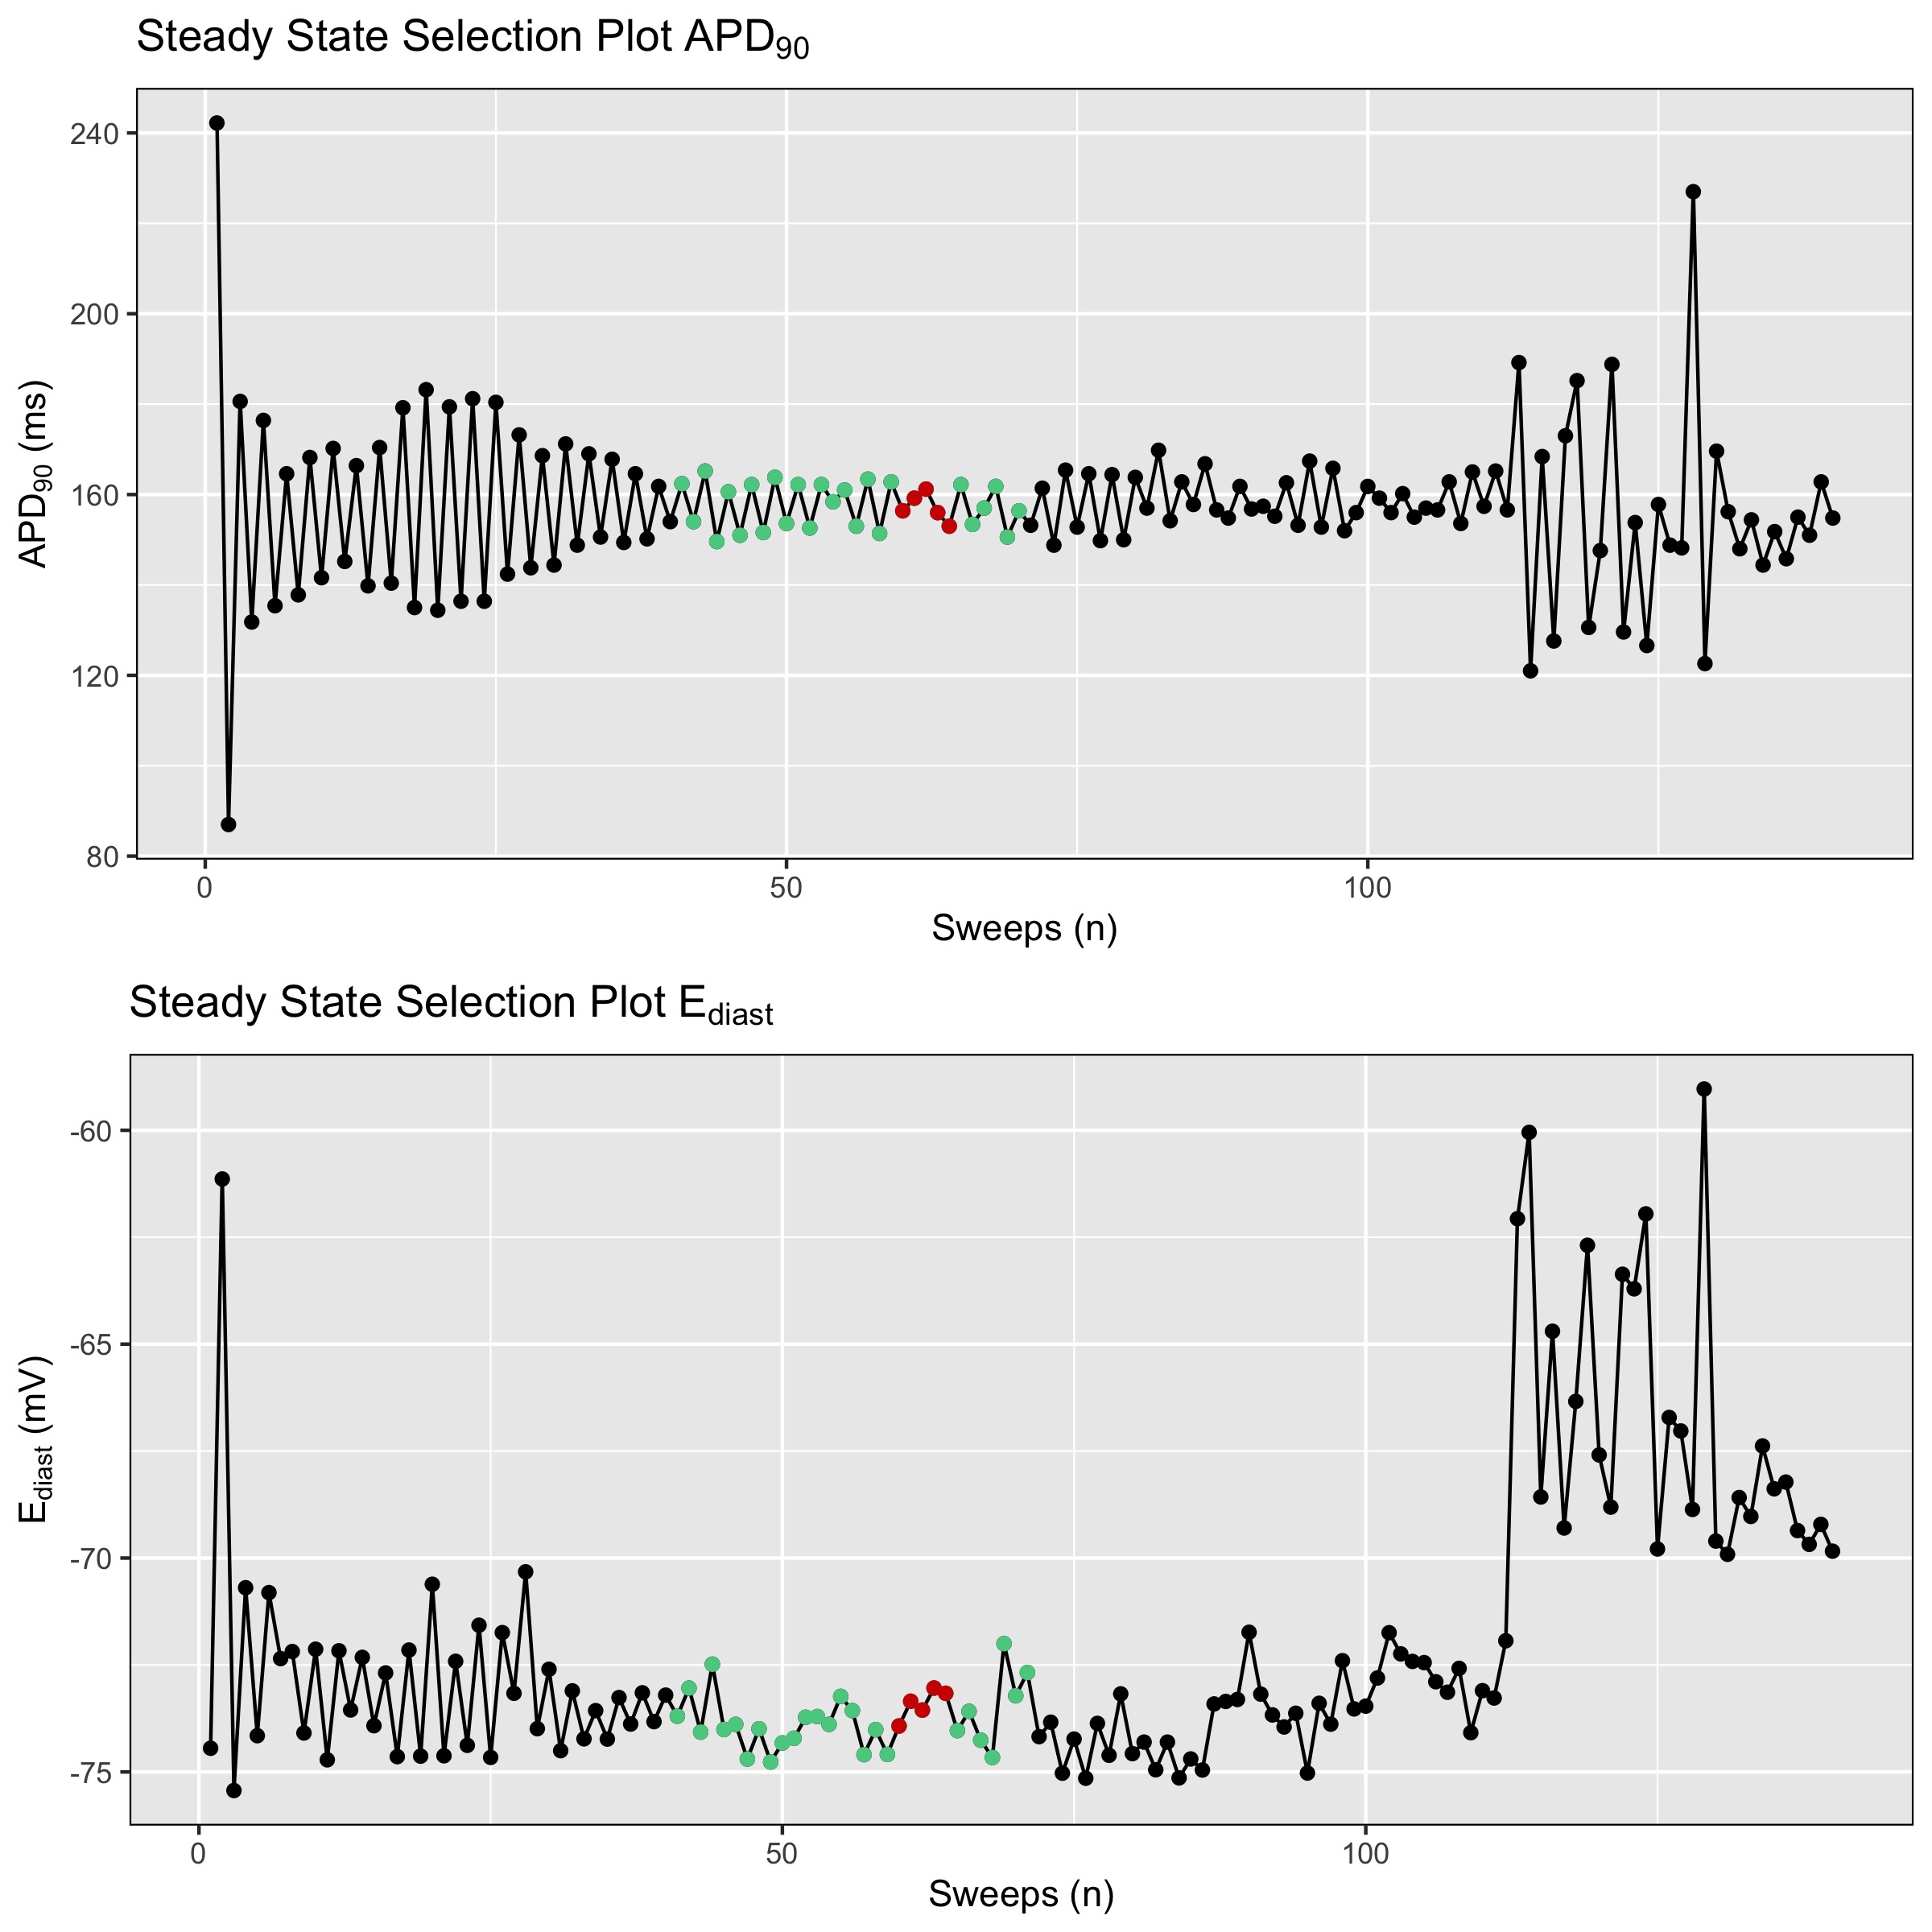 Steady State Selection Plot APD90
240
200
160
120
80
APD90 (ms)
0 50 100
Sweeps (n)
Steady State Selection Plot Ediast
-60
-65
-70
-75
Ediast (mV)
0 50 100
Sweeps (n)